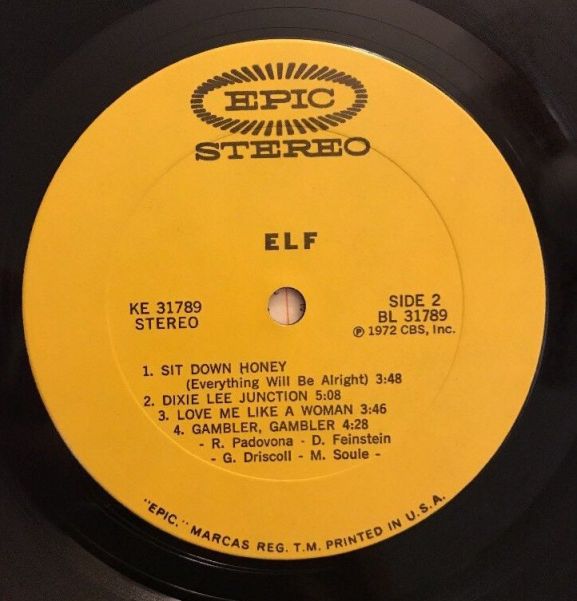 EPIC
STEREO
ELF
KE 31789
STEREO
SIDE 2
BL 31789
℗ 1972 CBS, Inc.
1. SIT DOWN HONEY
(Everything Will Be Alright) 3:48
2. DIXIE LEE JUNCTION 5:08
3. LOVE ME LIKE A WOMAN 3:46
4. GAMBLER, GAMBLER 4:28
- R. Padovona - D. Feinstein
- G. Driscoll - M. Soule -
"EPIC," MARCAS REG. T.M. PRINTED IN U.S.A.